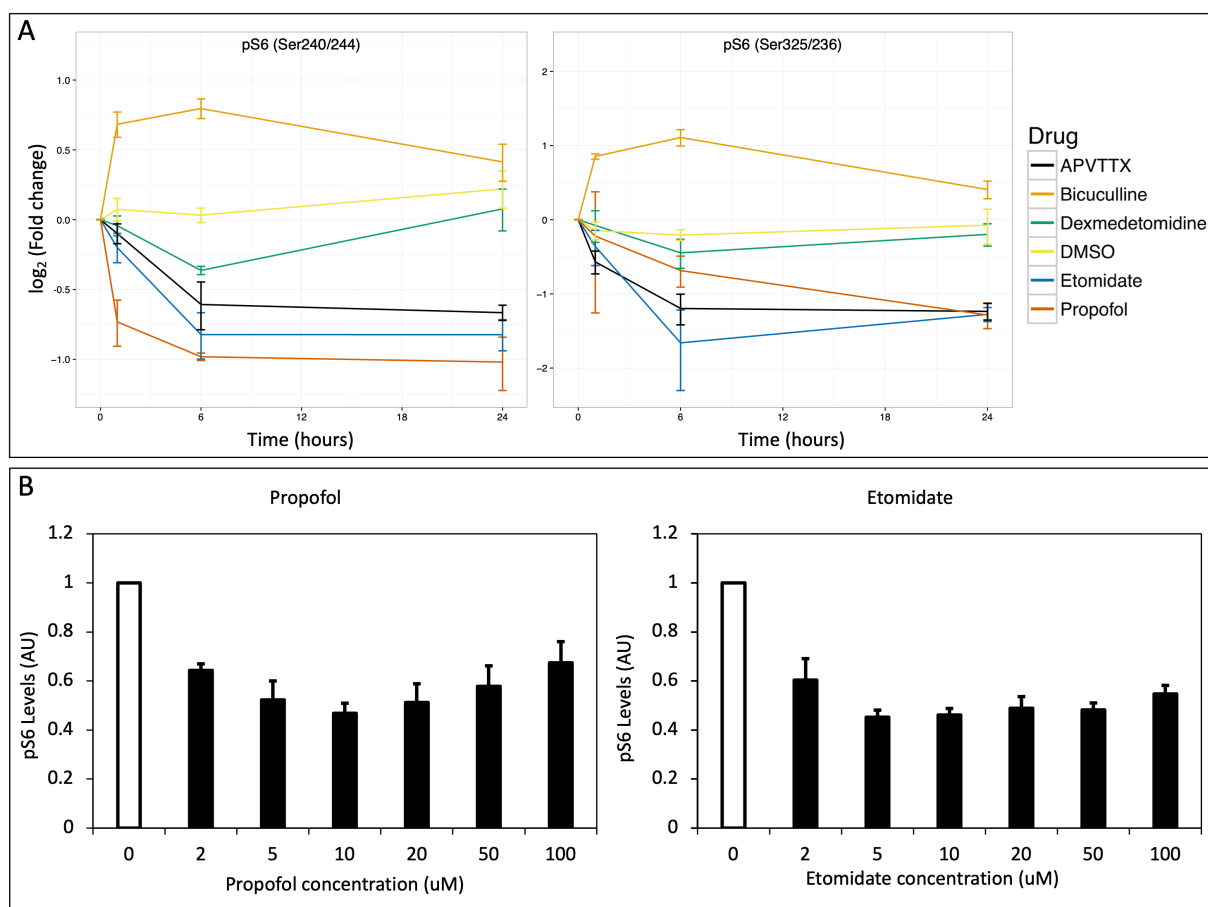 A
pS6 (Ser240/244)
1.0
0.5
0.0
−0.5
−1.0
log2 (Fold change)
0 6 12 18 24
Time (hours)
pS6 (Ser325/236)
2
1
0
−1
−2
0 6 12 18 24
Time (hours)
Drug
APVTTX
Bicuculline
Dexmedetomidine
DMSO
Etomidate
Propofol
B
Propofol
1.2
1
0.8
0.6
0.4
0.2
0
pS6 Levels (AU)
0 2 5 10 20 50 100
Propofol concentration (uM)
Etomidate
1.2
1
0.8
0.6
0.4
0.2
0
pS6 Levels (AU)
0 2 5 10 20 50 100
Etomidate concentration (uM)